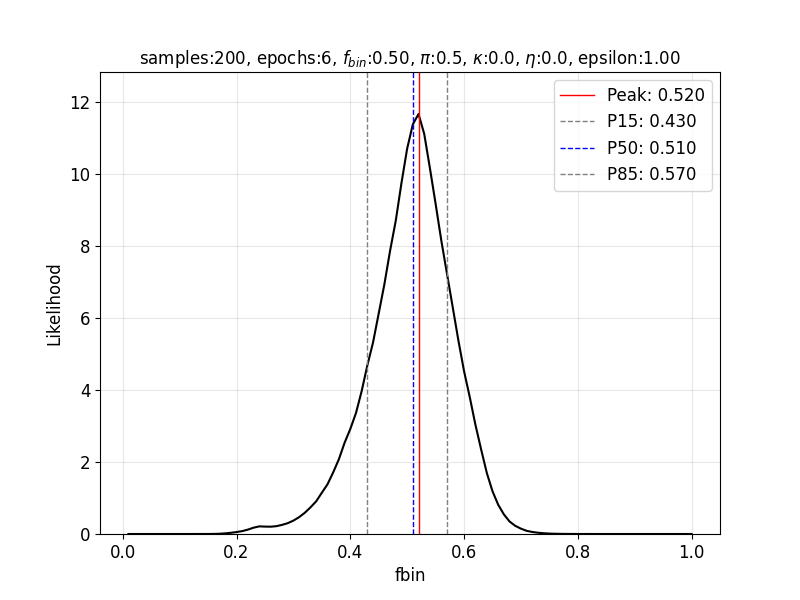 samples:200, epochs:6, f_bin:0.50, π:0.5, κ:0.0, η:0.0, epsilon:1.00
Peak: 0.520
P15: 0.430
P50: 0.510
P85: 0.570
Likelihood
12
10
8
6
4
2
0
0.0 0.2 0.4 0.6 0.8 1.0
fbin